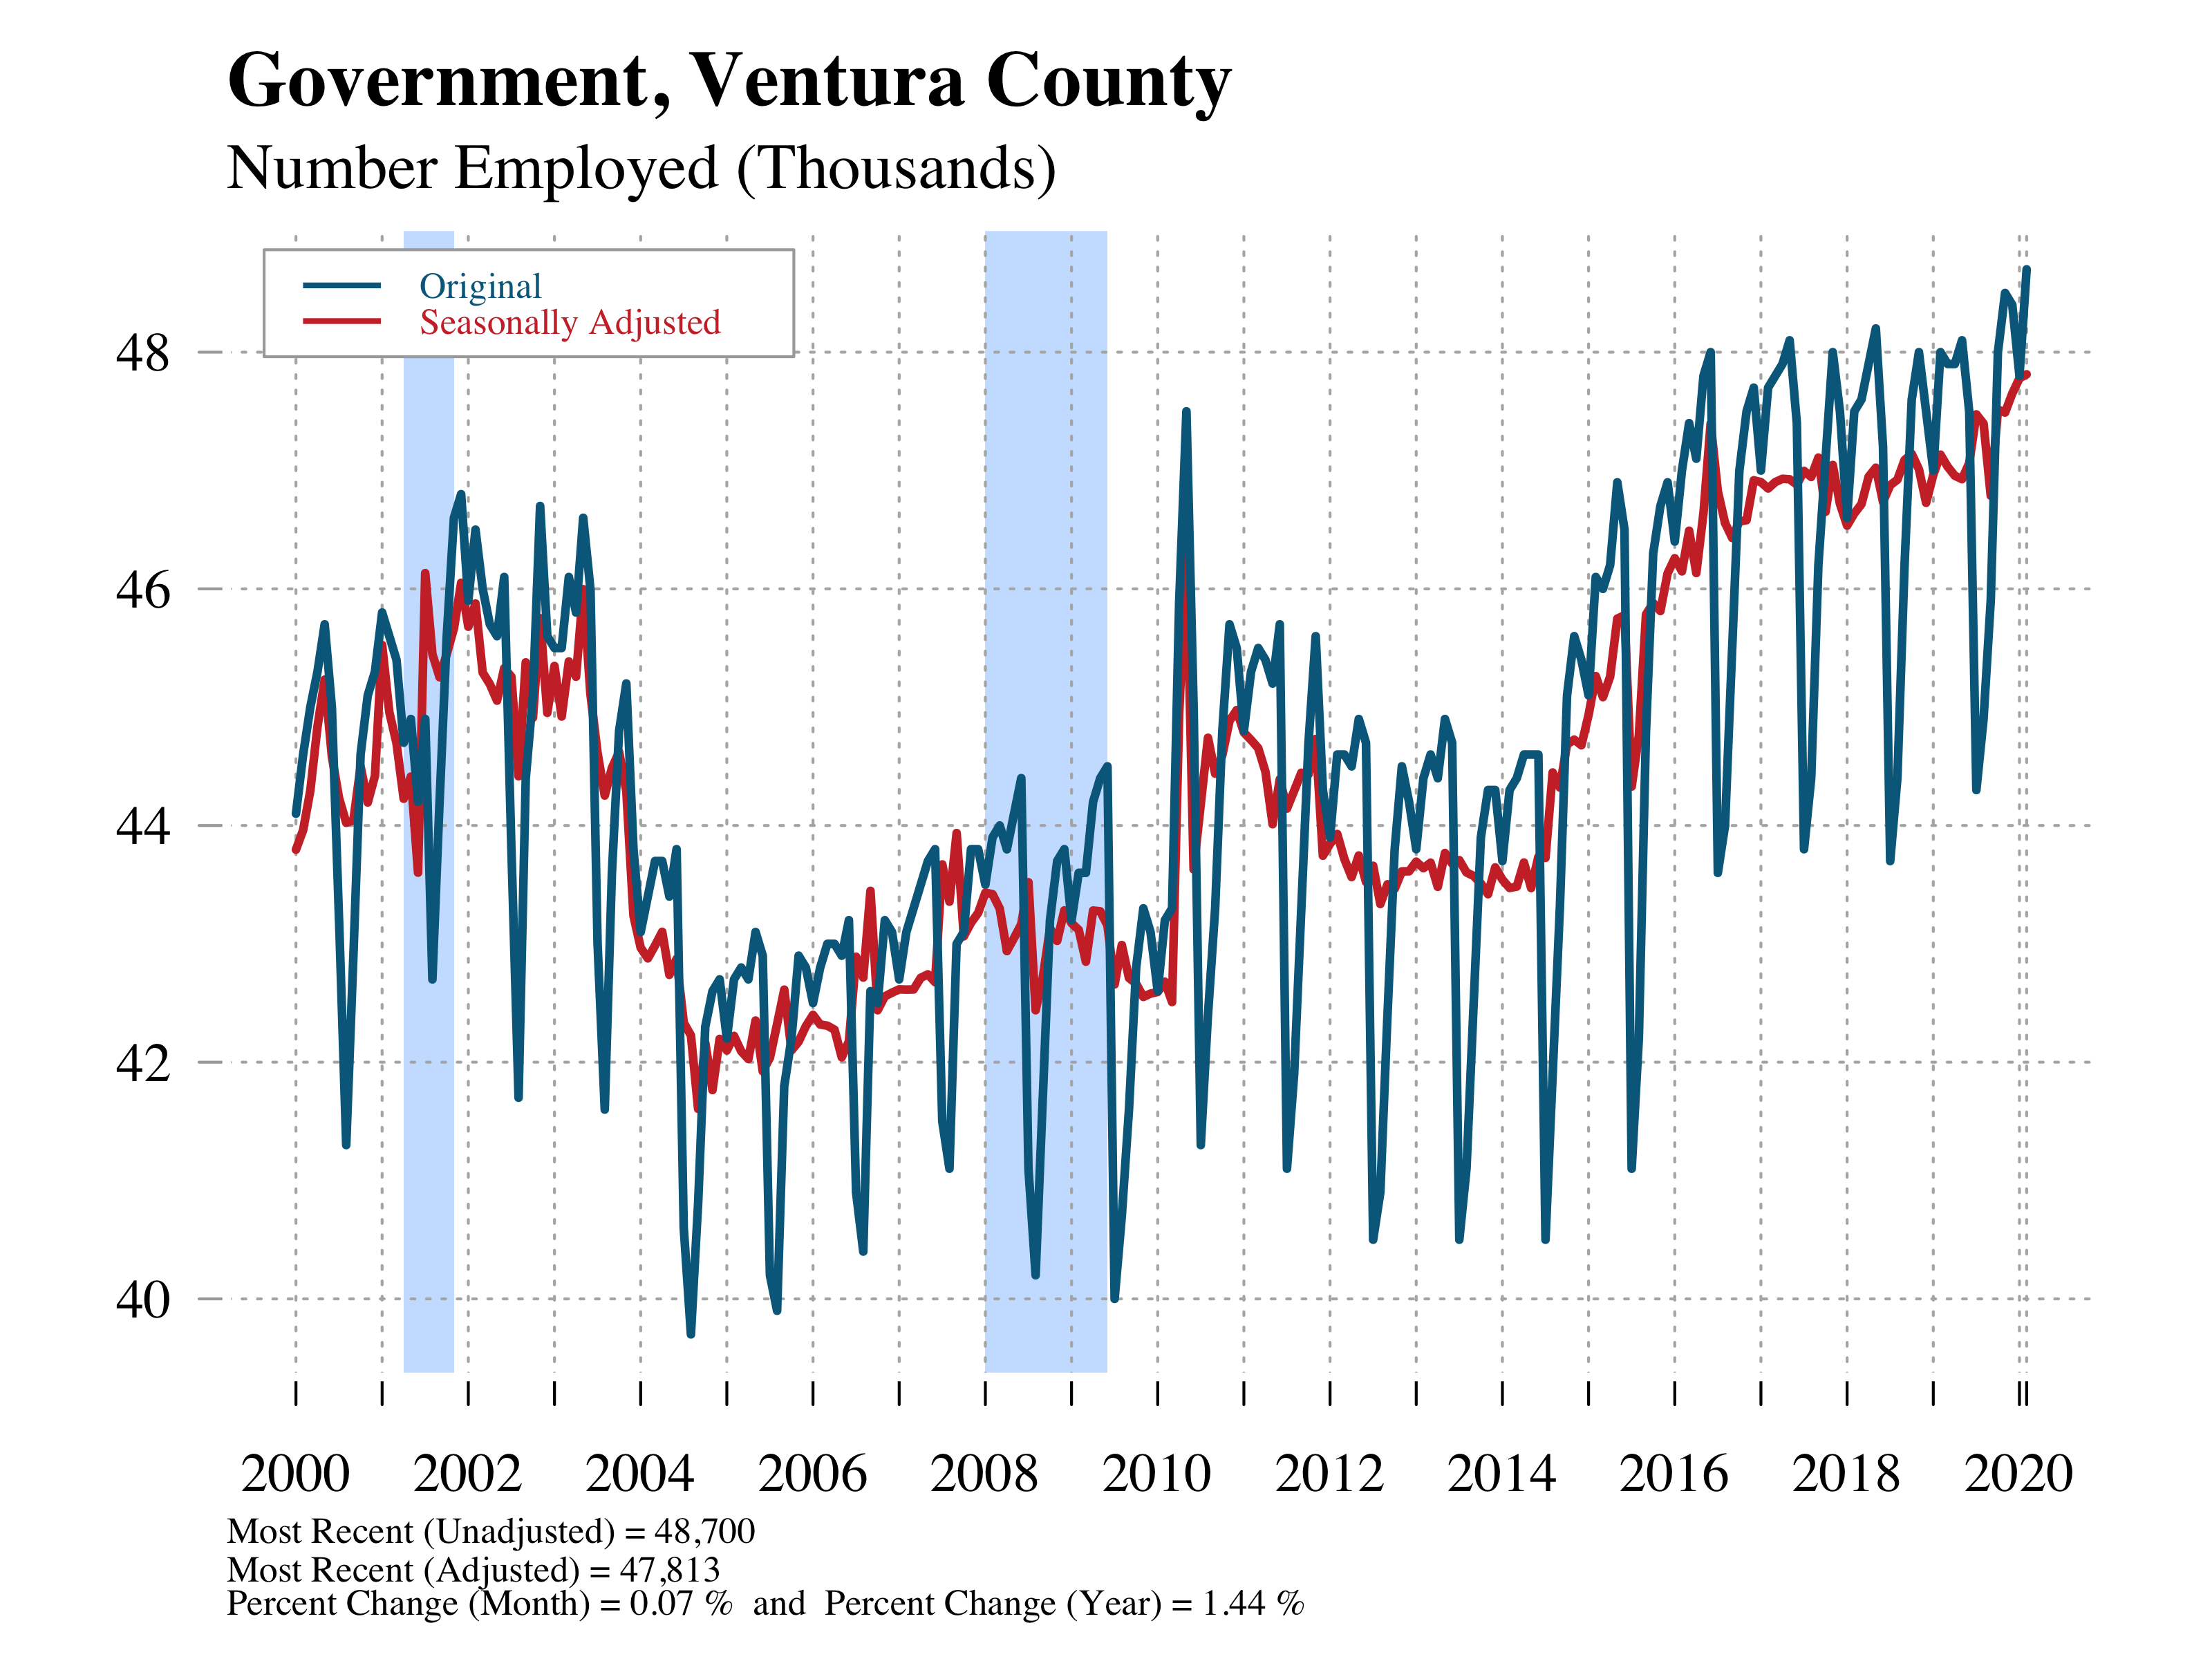 Government, Ventura County
Number Employed (Thousands)
Original
Seasonally Adjusted
48
46
44
42
40
2000 2002 2004 2006 2008 2010 2012 2014 2016 2018 2020
Most Recent (Unadjusted) = 48,700
Most Recent (Adjusted) = 47,813
Percent Change (Month) = 0.07 % and Percent Change (Year) = 1.44 %